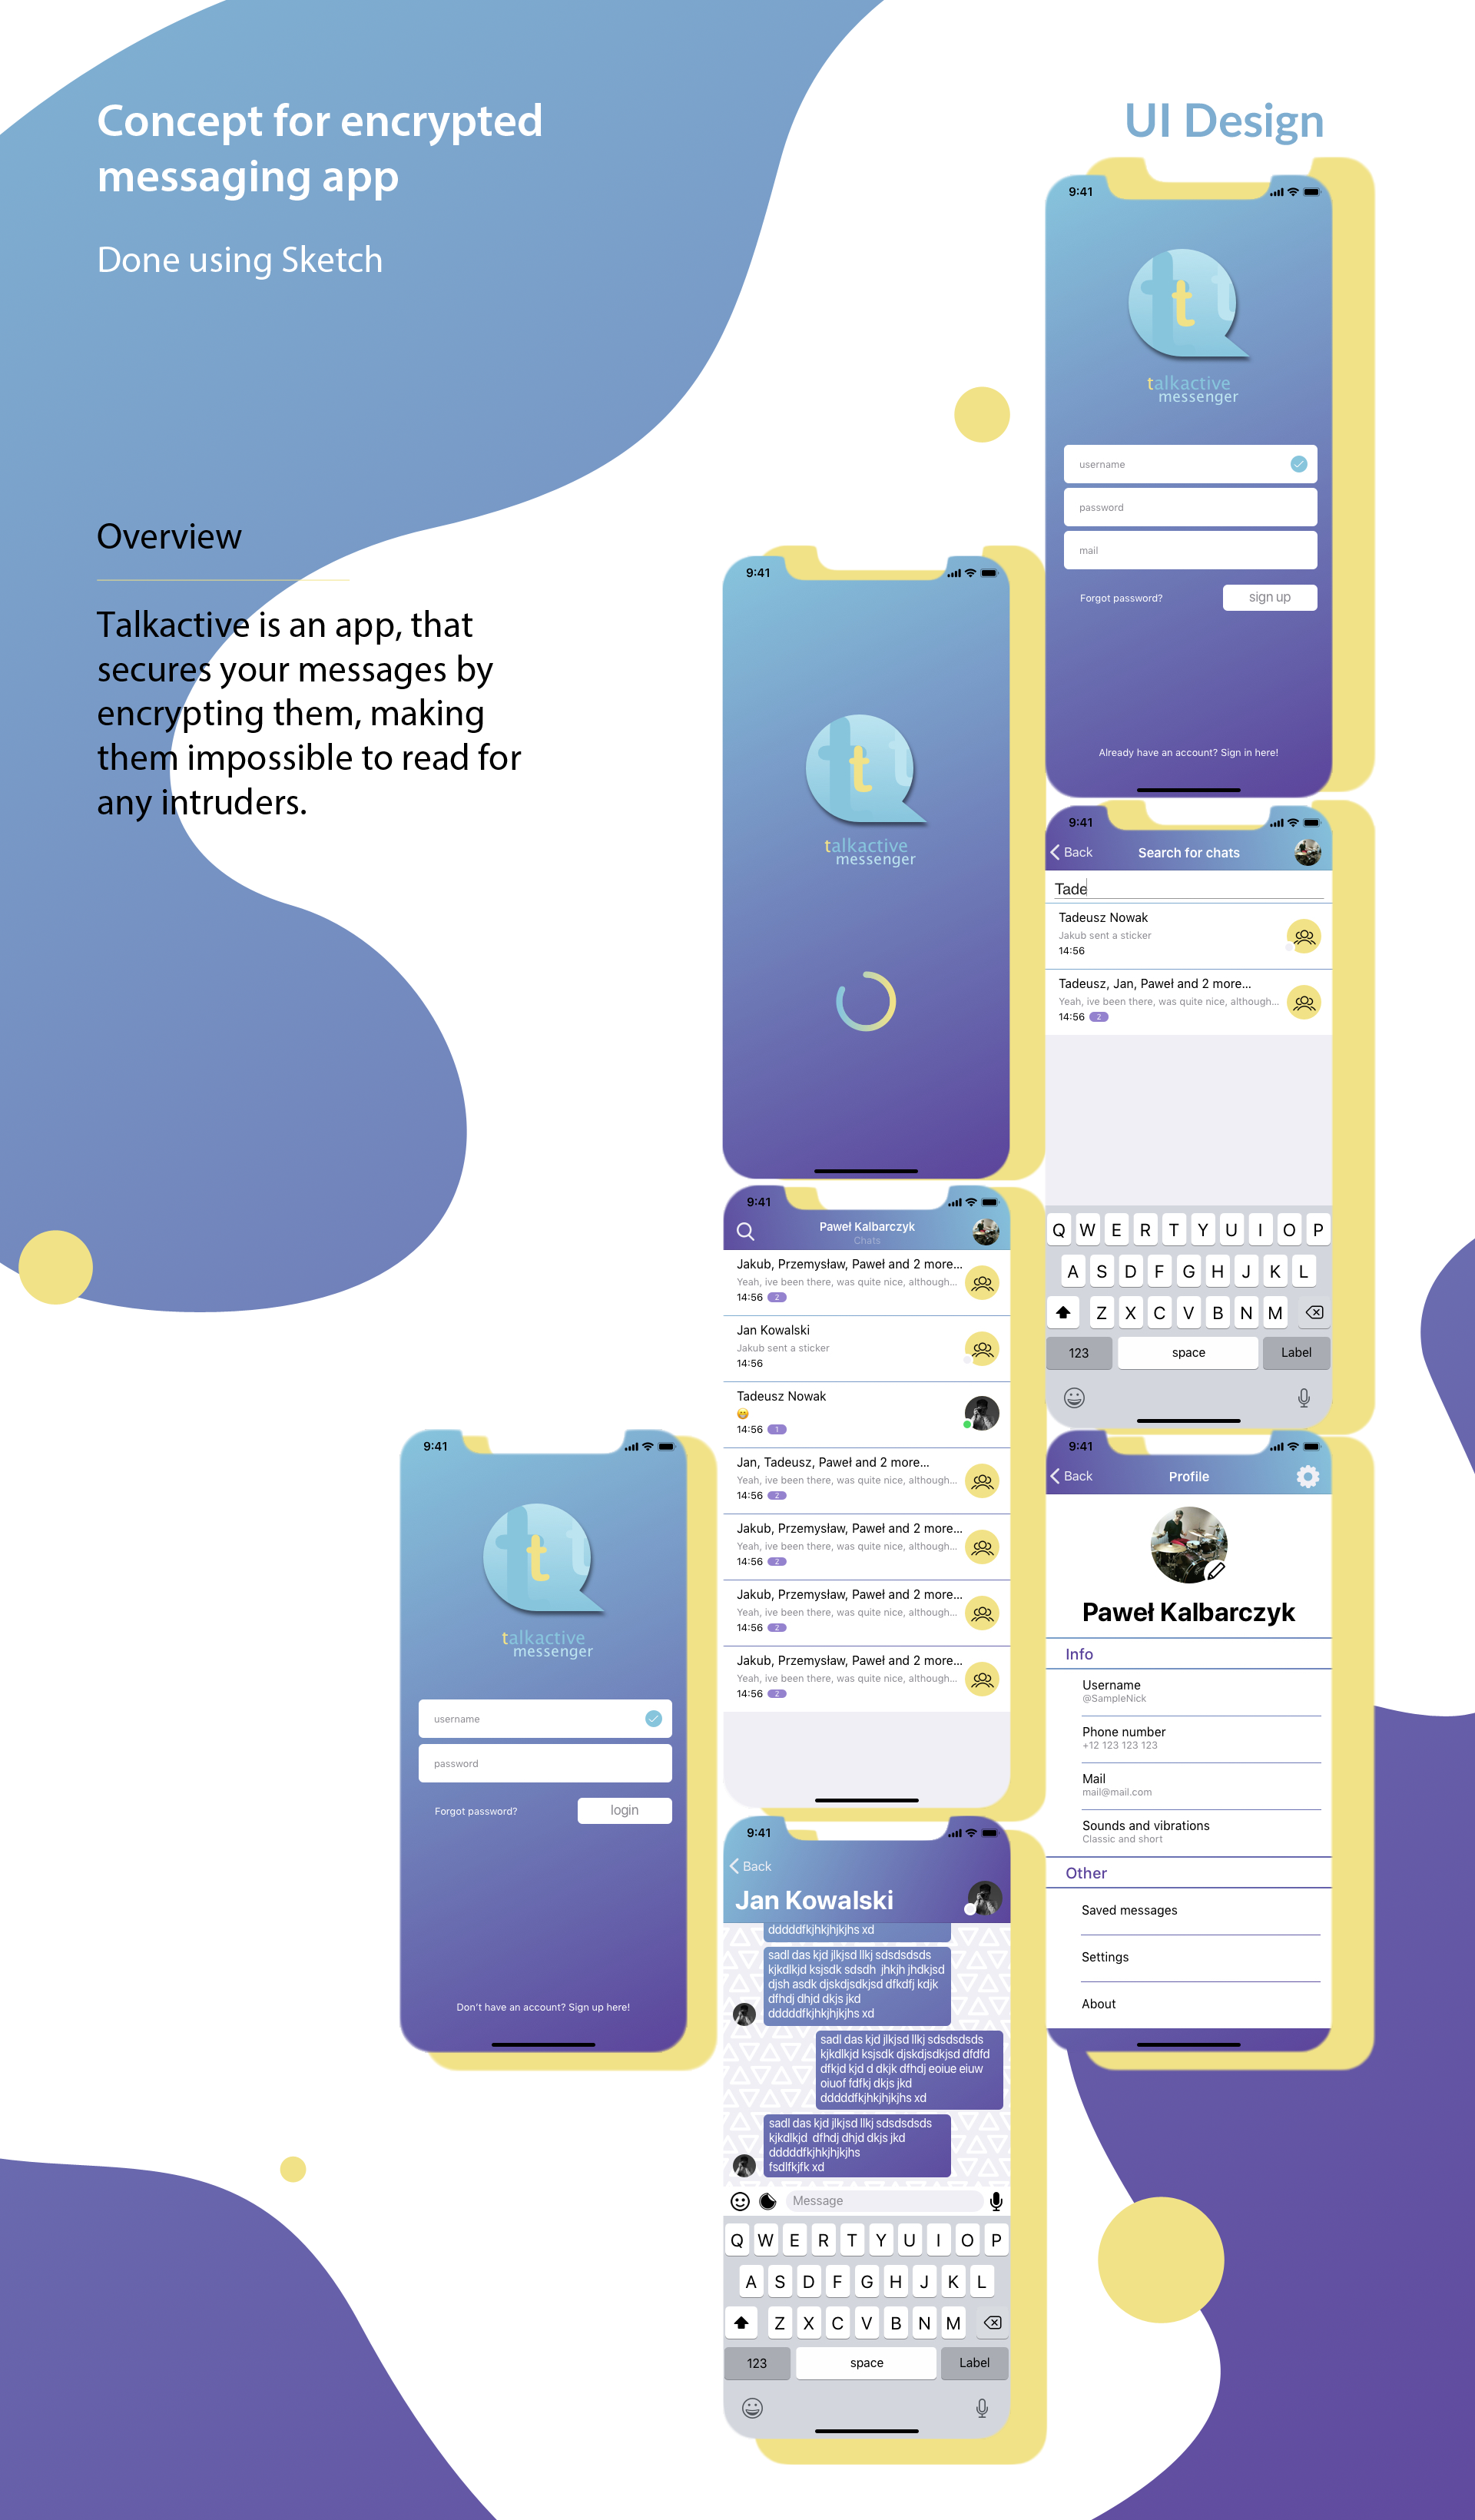 Concept for encrypted
messaging app
Done using Sketch
UI Design
Overview
Talkactive is an app, that
secures your messages by
encrypting them, making
them impossible to read for
any intruders.
9:41
t
talkactive
messenger
username
password
mail
Forgot password?
sign up
Already have an account? Sign in here!
9:41
t
talkactive
messenger
9:41
Back
Search for chats
Tade
Tadeusz Nowak
Jakub sent a sticker
14:56
Tadeusz, Jan, Paweł and 2 more...
Yeah, ive been there, was quite nice, although...
14:56 2
Q W E R T Y U I O P
A S D F G H J K L
Z X C V B N M
123 space Label
9:41
Paweł Kalbarczyk
Chats
Jakub, Przemysław, Paweł and 2 more...
Yeah, ive been there, was quite nice, although...
14:56 2
Jan Kowalski
Jakub sent a sticker
14:56
Tadeusz Nowak
14:56 1
Jan, Tadeusz, Paweł and 2 more...
Yeah, ive been there, was quite nice, although...
14:56 2
Jakub, Przemysław, Paweł and 2 more...
Yeah, ive been there, was quite nice, although...
14:56 2
Jakub, Przemysław, Paweł and 2 more...
Yeah, ive been there, was quite nice, although...
14:56 2
Jakub, Przemysław, Paweł and 2 more...
Yeah, ive been there, was quite nice, although...
14:56 2
9:41
t
talkactive
messenger
username
password
Forgot password?
login
Don't have an account? Sign up here!
9:41
Back
Profile
Paweł Kalbarczyk
Info
Username
@SampleNick
Phone number
+12 123 123 123
Mail
mail@mail.com
Sounds and vibrations
Classic and short
Other
Saved messages
Settings
About
9:41
Back
Jan Kowalski
dddddfkjhkjhjkjhs xd
sadl das kjd jlkjsd llkj sdsdsdsds
kjkdlkjd ksjsdk sdsdh jhkjh jhdkjsd
djsh asdk djskdjsdkjsd dfkdfj kdjk
dfhdj dhjd dkjs jkd
dddddfkjhkjhjkjhs xd
sadl das kjd jlkjsd llkj sdsdsdsds
kjkdlkjd ksjsdk djskdjsdkjsd dfdfd
dfkjd kjd d dkjk dfhdj eoiue eiuw
oiuof fdfkj dkjs jkd
dddddfkjhkjhjkjhs xd
sadl das kjd jlkjsd llkj sdsdsdsds
kjkdlkjd dfhdj dhjd dkjs jkd
dddddfkjhkjhjkjhs
fsdlfkjfk xd
Message
Q W E R T Y U I O P
A S D F G H J K L
Z X C V B N M
123 space Label